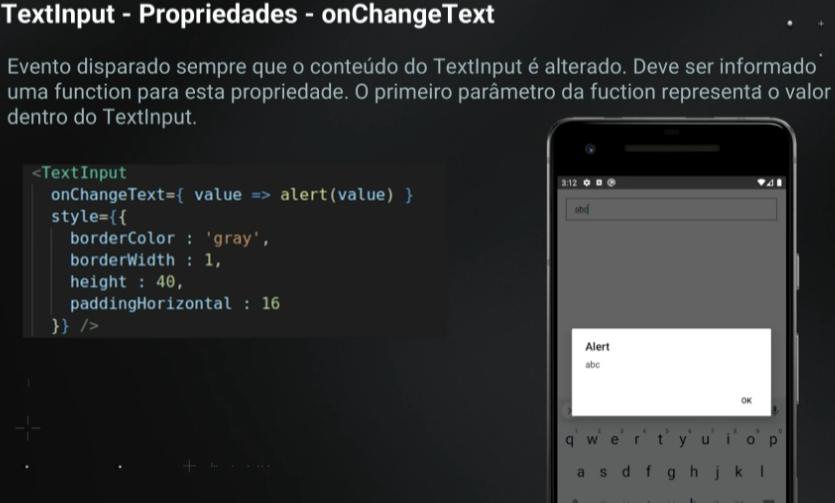 TextInput - Propriedades - onChangeText
Evento disparado sempre que o conteúdo do TextInput é alterado. Deve ser informado
uma function para esta propriedade. O primeiro parâmetro da fuction representa o valor
dentro do TextInput.
<TextInput
onChangeText={ value => alert(value) }
style={{
borderColor : 'gray',
borderWidth : 1,
height : 40,
paddingHorizontal : 16
}} />
3:12
abc
Alert
abc
OK
q w e r t y u i o p
a s d f g h j k l